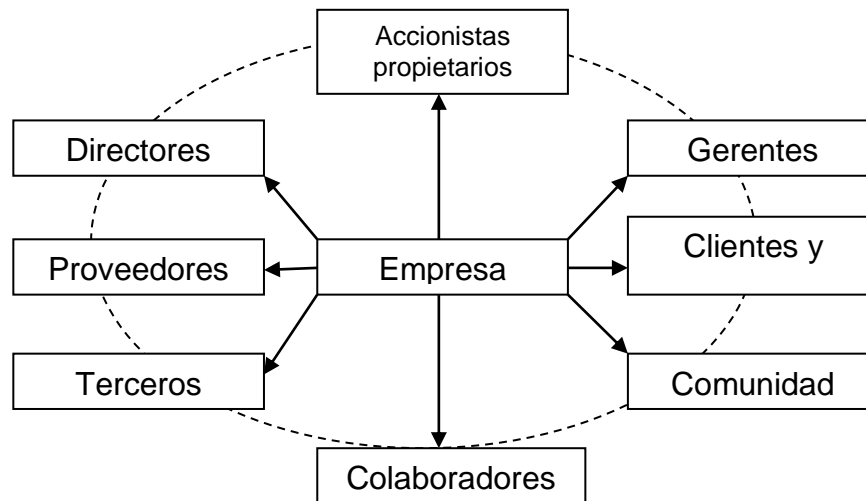 Accionistas
propietarios
Directores
Gerentes
Clientes y
Proveedores
Empresa
Terceros
Comunidad
Colaboradores